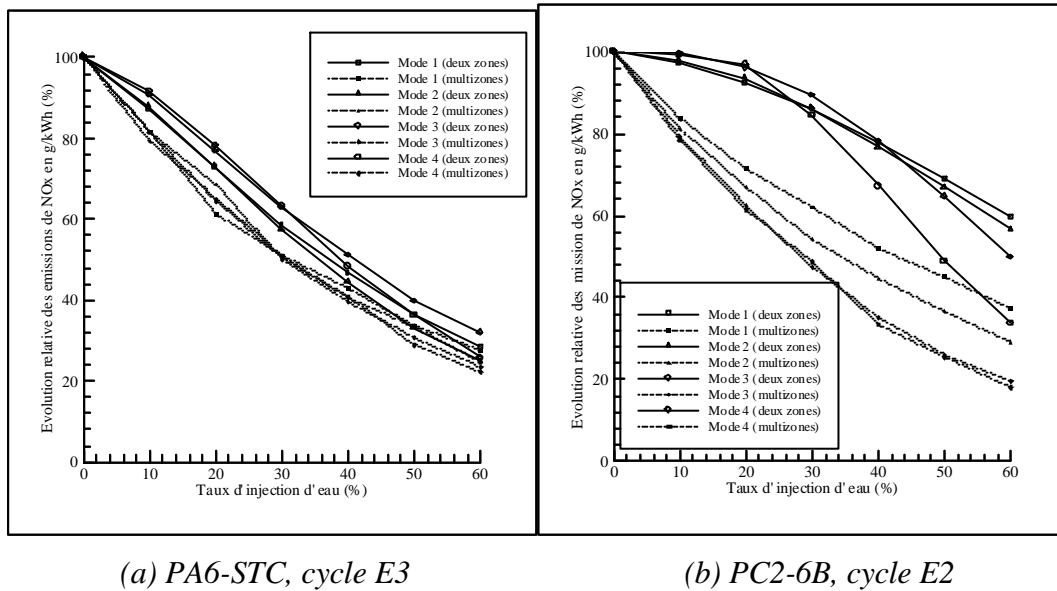 Evolution relative des emissions de NOx en g/kWh (%)
100
80
60
40
20
0
0 10 20 30 40 50 60
Taux d'injection d'eau (%)
Mode 1 (deux zones)
Mode 1 (multizones)
Mode 2 (deux zones)
Mode 2 (multizones)
Mode 3 (deux zones)
Mode 3 (multizones)
Mode 4 (deux zones)
Mode 4 (multizones)
(a) PA6-STC, cycle E3
Evolution relative des mission de NOx en g/kWh (%)
100
80
60
40
20
0
0 10 20 30 40 50 60
Taux d'injection d'eau (%)
Mode 1 (deux zones)
Mode 1 (multizones)
Mode 2 (deux zones)
Mode 2 (multizones)
Mode 3 (deux zones)
Mode 3 (multizones)
Mode 4 (deux zones)
Mode 4 (multizones)
(b) PC2-6B, cycle E2